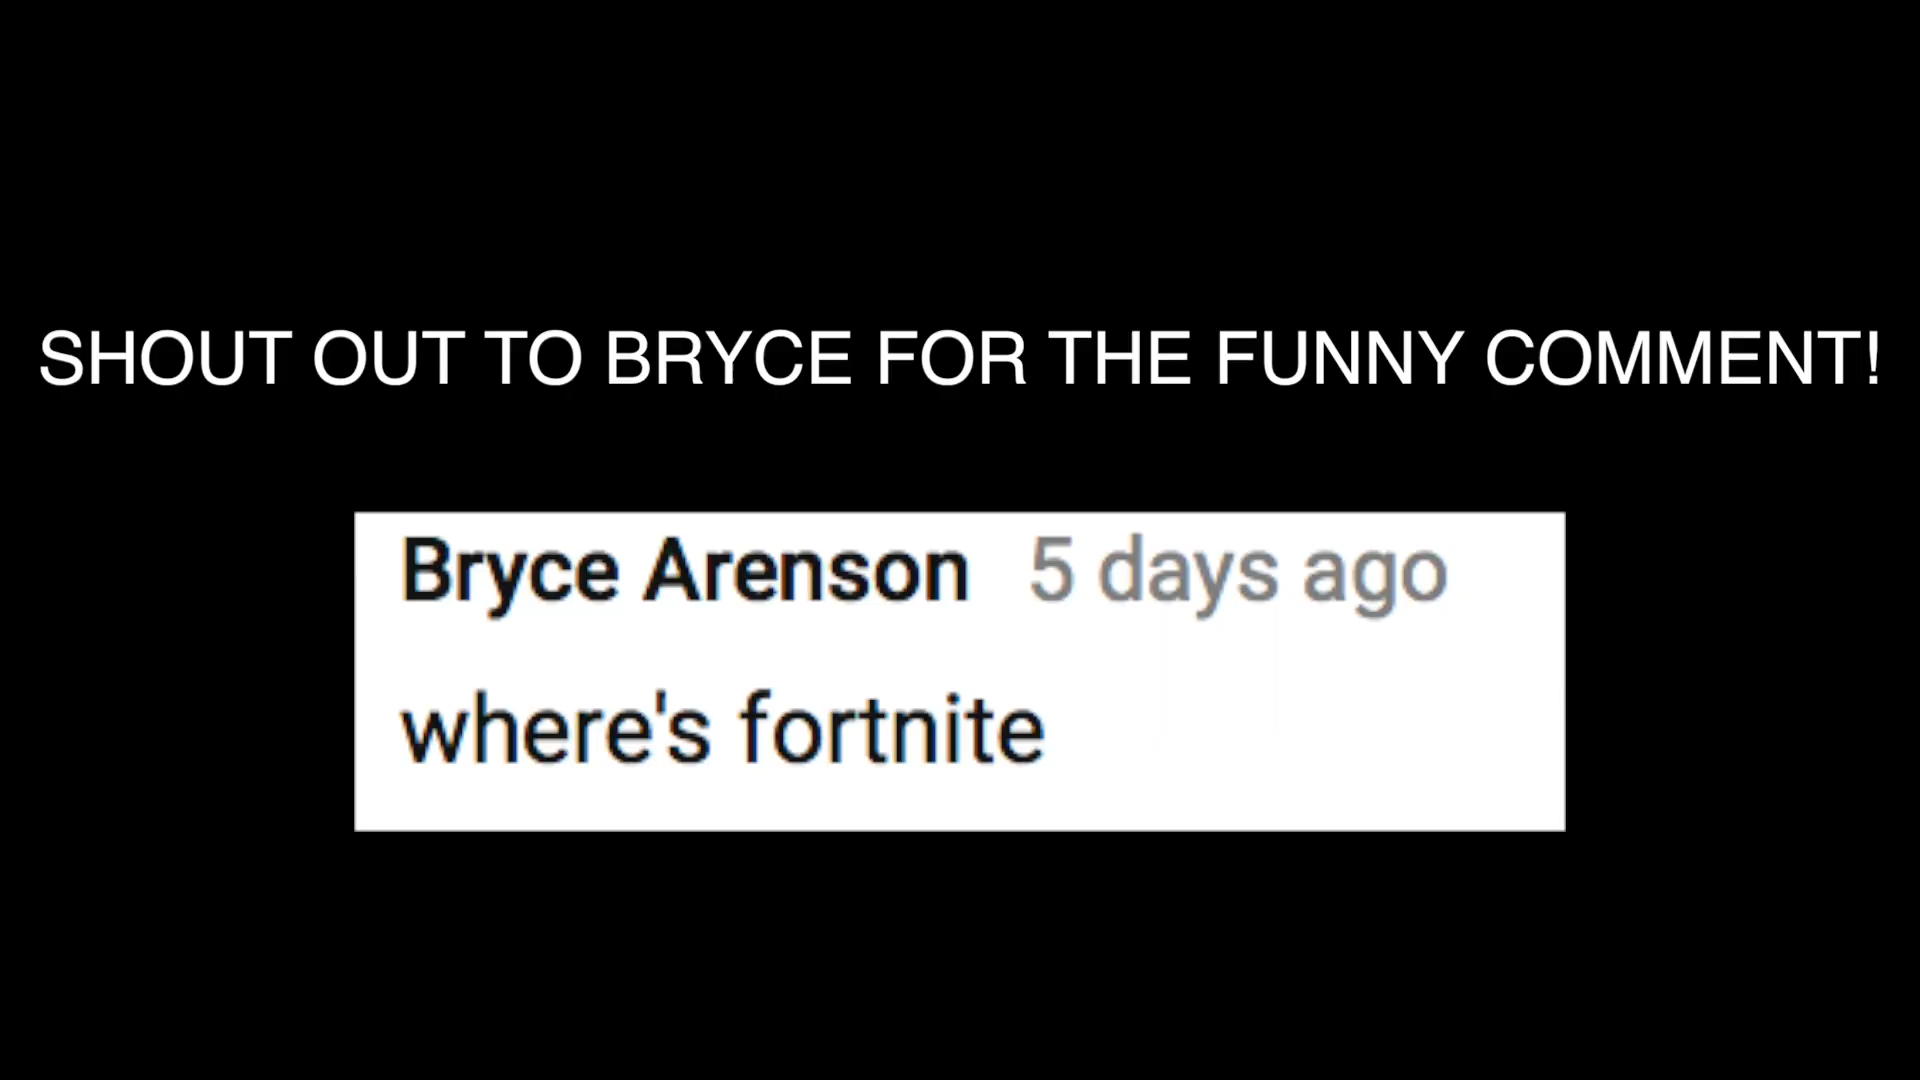 SHOUT OUT TO BRYCE FOR THE FUNNY COMMENT!
Bryce Arenson 5 days ago
where's fortnite